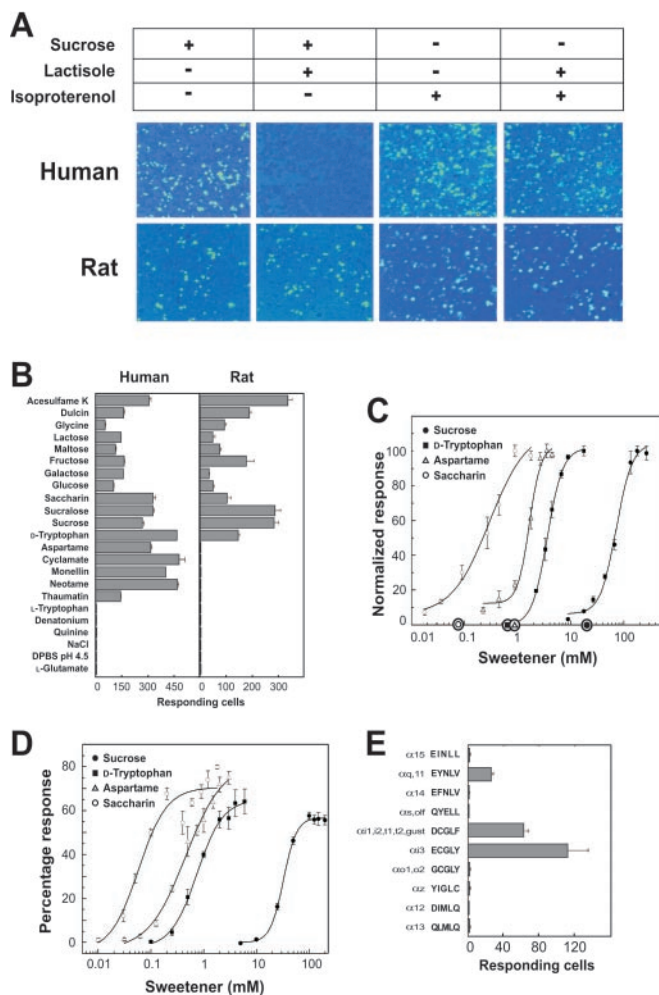 A
Sucrose + + - -
Lactisole - + - +
Isoproterenol - - + +
Human
Rat
B
Human Rat
Acesulfame K
Dulcin
Glycine
Lactose
Maltose
Fructose
Galactose
Glucose
Saccharin
Sucralose
Sucrose
D-Tryptophan
Aspartame
Cyclamate
Monellin
Neotame
Thaumatin
L-Tryptophan
Denatonium
Quinine
NaCl
DPBS pH 4.5
L-Glutamate
0 150 300 450 0 100 200 300
Responding cells
C
Sucrose
D-Tryptophan
Aspartame
Saccharin
Normalized response
100
80
60
40
20
0
0.01 0.1 1 10 100
Sweetener (mM)
D
Sucrose
D-Tryptophan
Aspartame
Saccharin
Percentage response
80
60
40
20
0
0.01 0.1 1 10 100
Sweetener (mM)
E
α15 EINLL
αq,11 EYNLV
α14 EFNLV
αs,olf QYELL
αi1,i2,t1,t2,gust DCGLF
αi3 ECGLY
αo1,o2 GCGLY
αz YIGLC
α12 DIMLQ
α13 QLMLQ
0 40 80 120
Responding cells